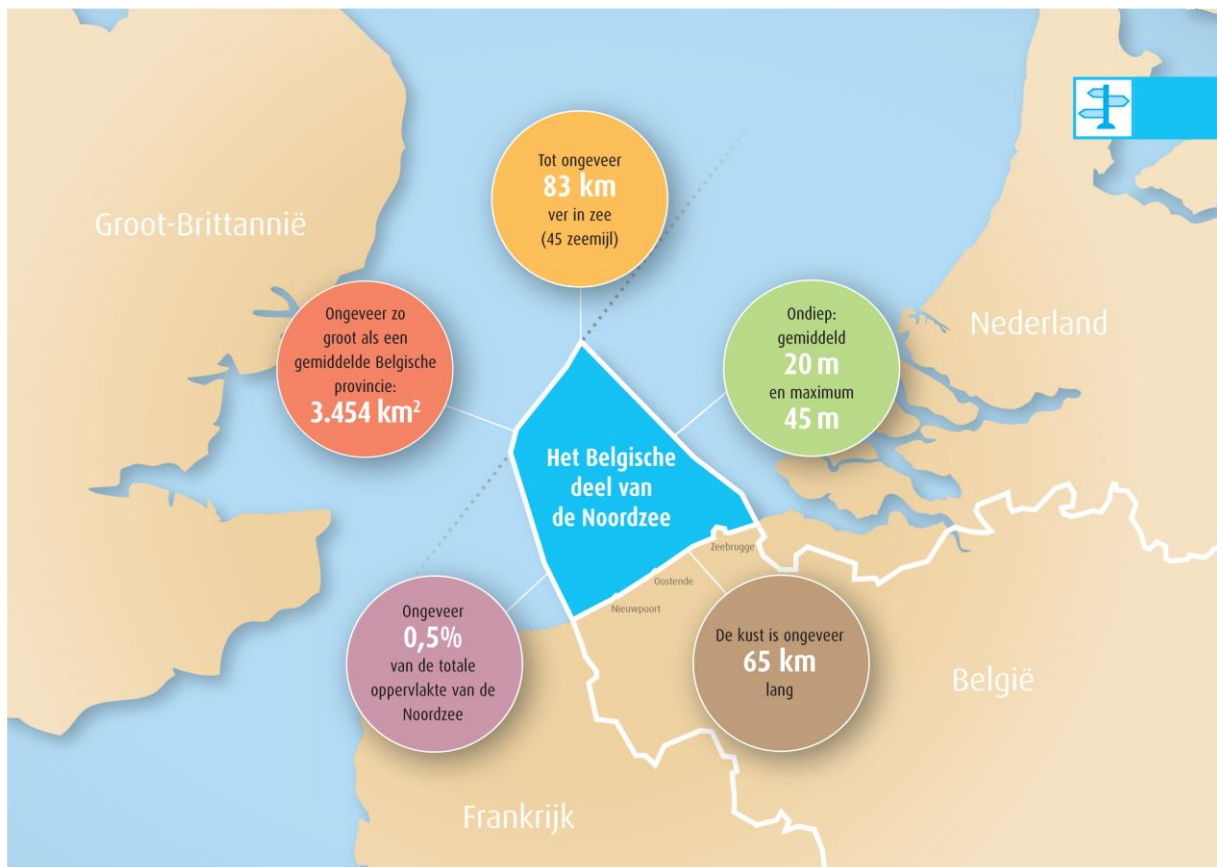 Tot ongeveer
83 km
ver in zee
(45 zeemijl)
Groot-Brittannië
Ongeveer zo
groot als een
gemiddelde Belgische
provincie:
3.454 km²
Ondiep:
gemiddeld
20 m
en maximum
45 m
Nederland
Het Belgische
deel van
de Noordzee
Zeebrugge
Oostende
Nieuwpoort
Ongeveer
0,5%
van de totale
oppervlakte van de
Noordzee
De kust is ongeveer
65 km
lang
België
Frankrijk